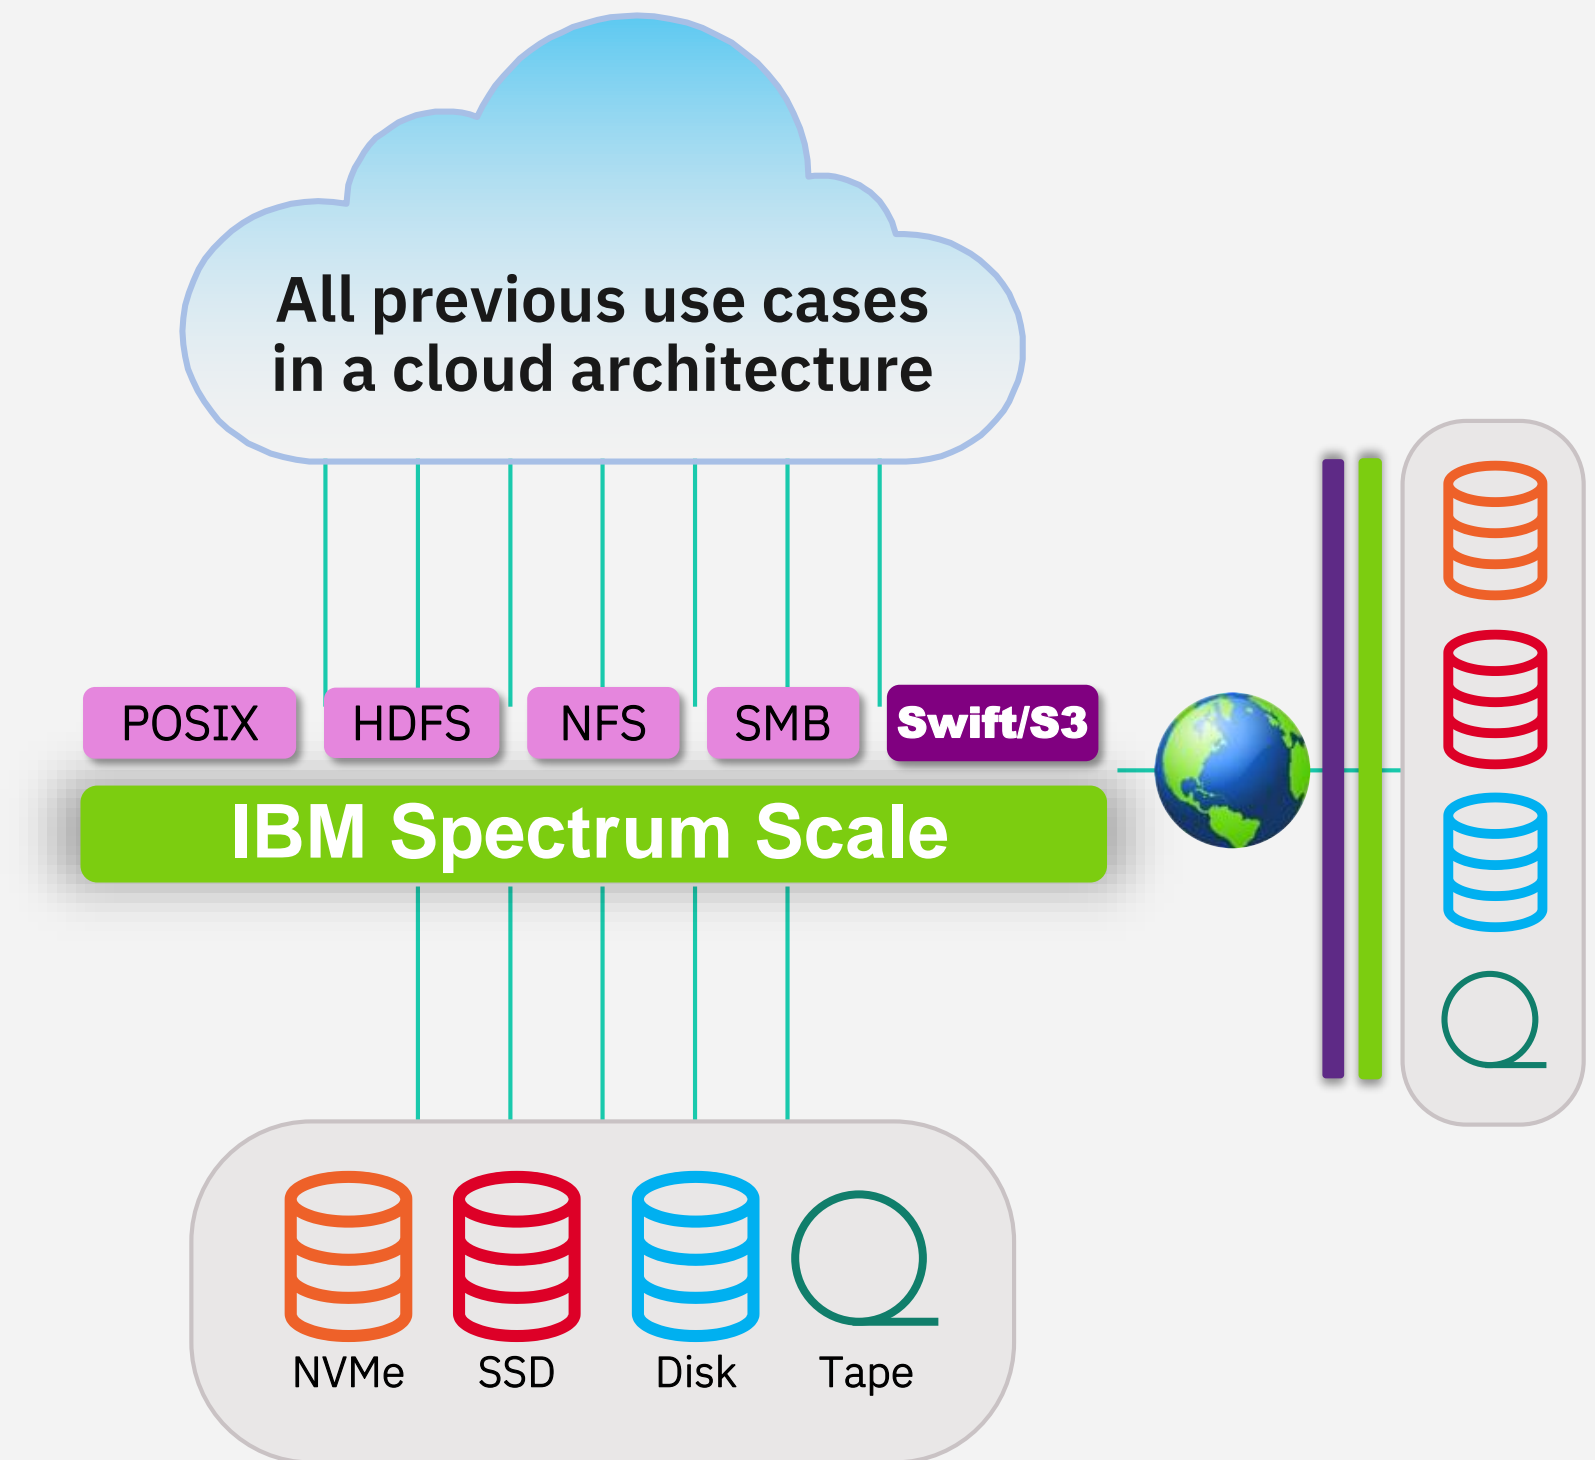 All previous use cases
in a cloud architecture
POSIX HDFS NFS SMB Swift/S3
IBM Spectrum Scale
NVMe SSD Disk Tape